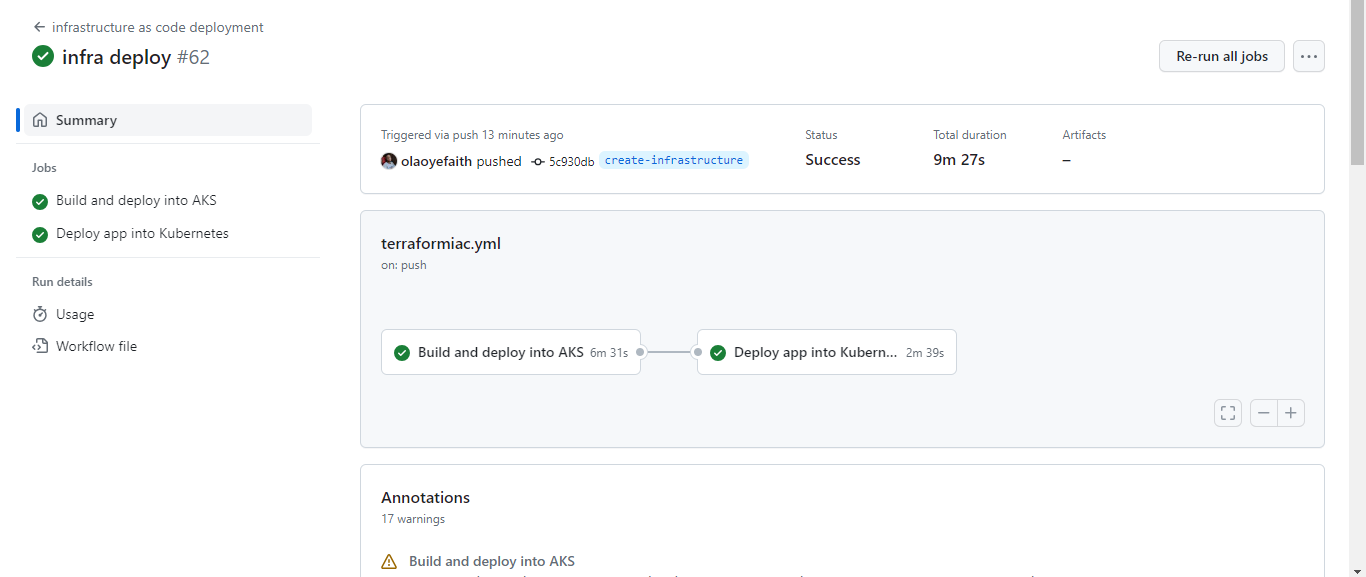 infrastructure as code deployment
infra deploy #62
Re-run all jobs
Summary
Jobs
Build and deploy into AKS
Deploy app into Kubernetes
Run details
Usage
Workflow file
Triggered via push 13 minutes ago
olaoyefaith pushed 5c930db create-infrastructure
Status
Success
Total duration
9m 27s
Artifacts
–
terraformiac.yml
on: push
Build and deploy into AKS 6m 31s
Deploy app into Kubern... 2m 39s
Annotations
17 warnings
Build and deploy into AKS